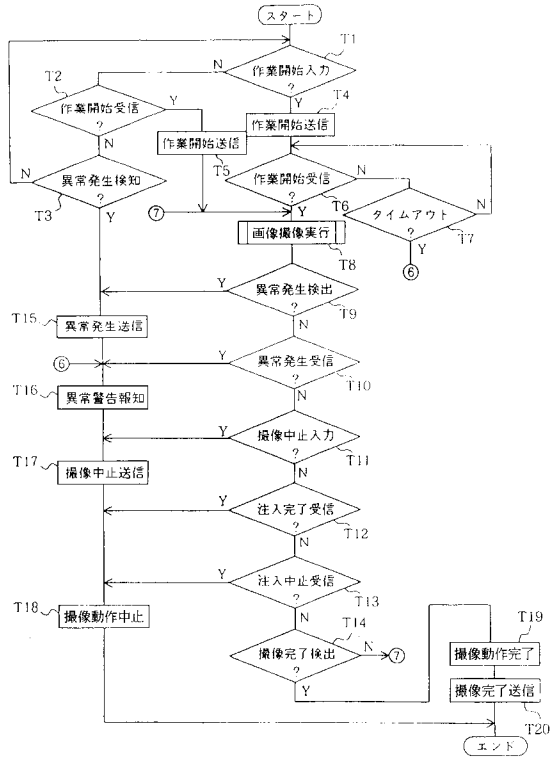 スタート
T1
N
作業開始入力
?
T2
Y
T4
作業開始受信
?
Y
作業開始送信
N
作業開始送信
T5
N
作業開始受信
?
N
T6
異常発生検知
?
N
T3
Y
⑦
Y
タイムアウト
?
N
T7
Y
⑥
画像撮像実行
T8
Y
異常発生検出
?
T9
N
T15
異常発生送信
⑥
Y
異常発生受信
?
T10
N
T16
異常警告報知
Y
撮像中止入力
?
T11
N
T17
撮像中止送信
Y
注入完了受信
?
T12
N
Y
注入中止受信
?
T13
N
T18
撮像動作中止
T14
撮像完了検出
?
N
⑦
Y
T19
撮像動作完了
撮像完了送信
T20
エンド